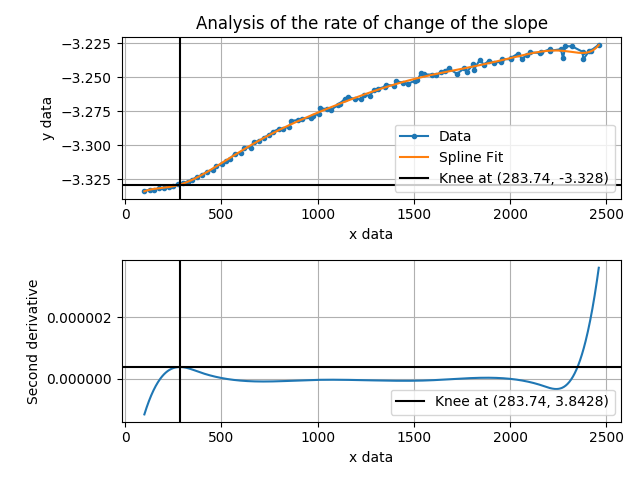 Analysis of the rate of change of the slope
−3.225
−3.250
−3.275
−3.300
−3.325
y data
Data
Spline Fit
Knee at (283.74, -3.328)
0
500
1000
1500
2000
2500
x data
0.000002
0.000000
Second derivative
Knee at (283.74, 3.8428)
0
500
1000
1500
2000
2500
x data